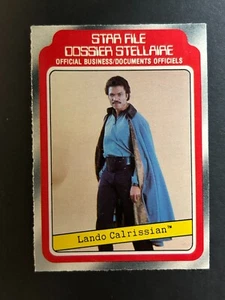 STAR FILE
DOSSIER STELLAIRE
OFFICIAL BUSINESS/DOCUMENTS OFFICIELS
Lando Calrissian™